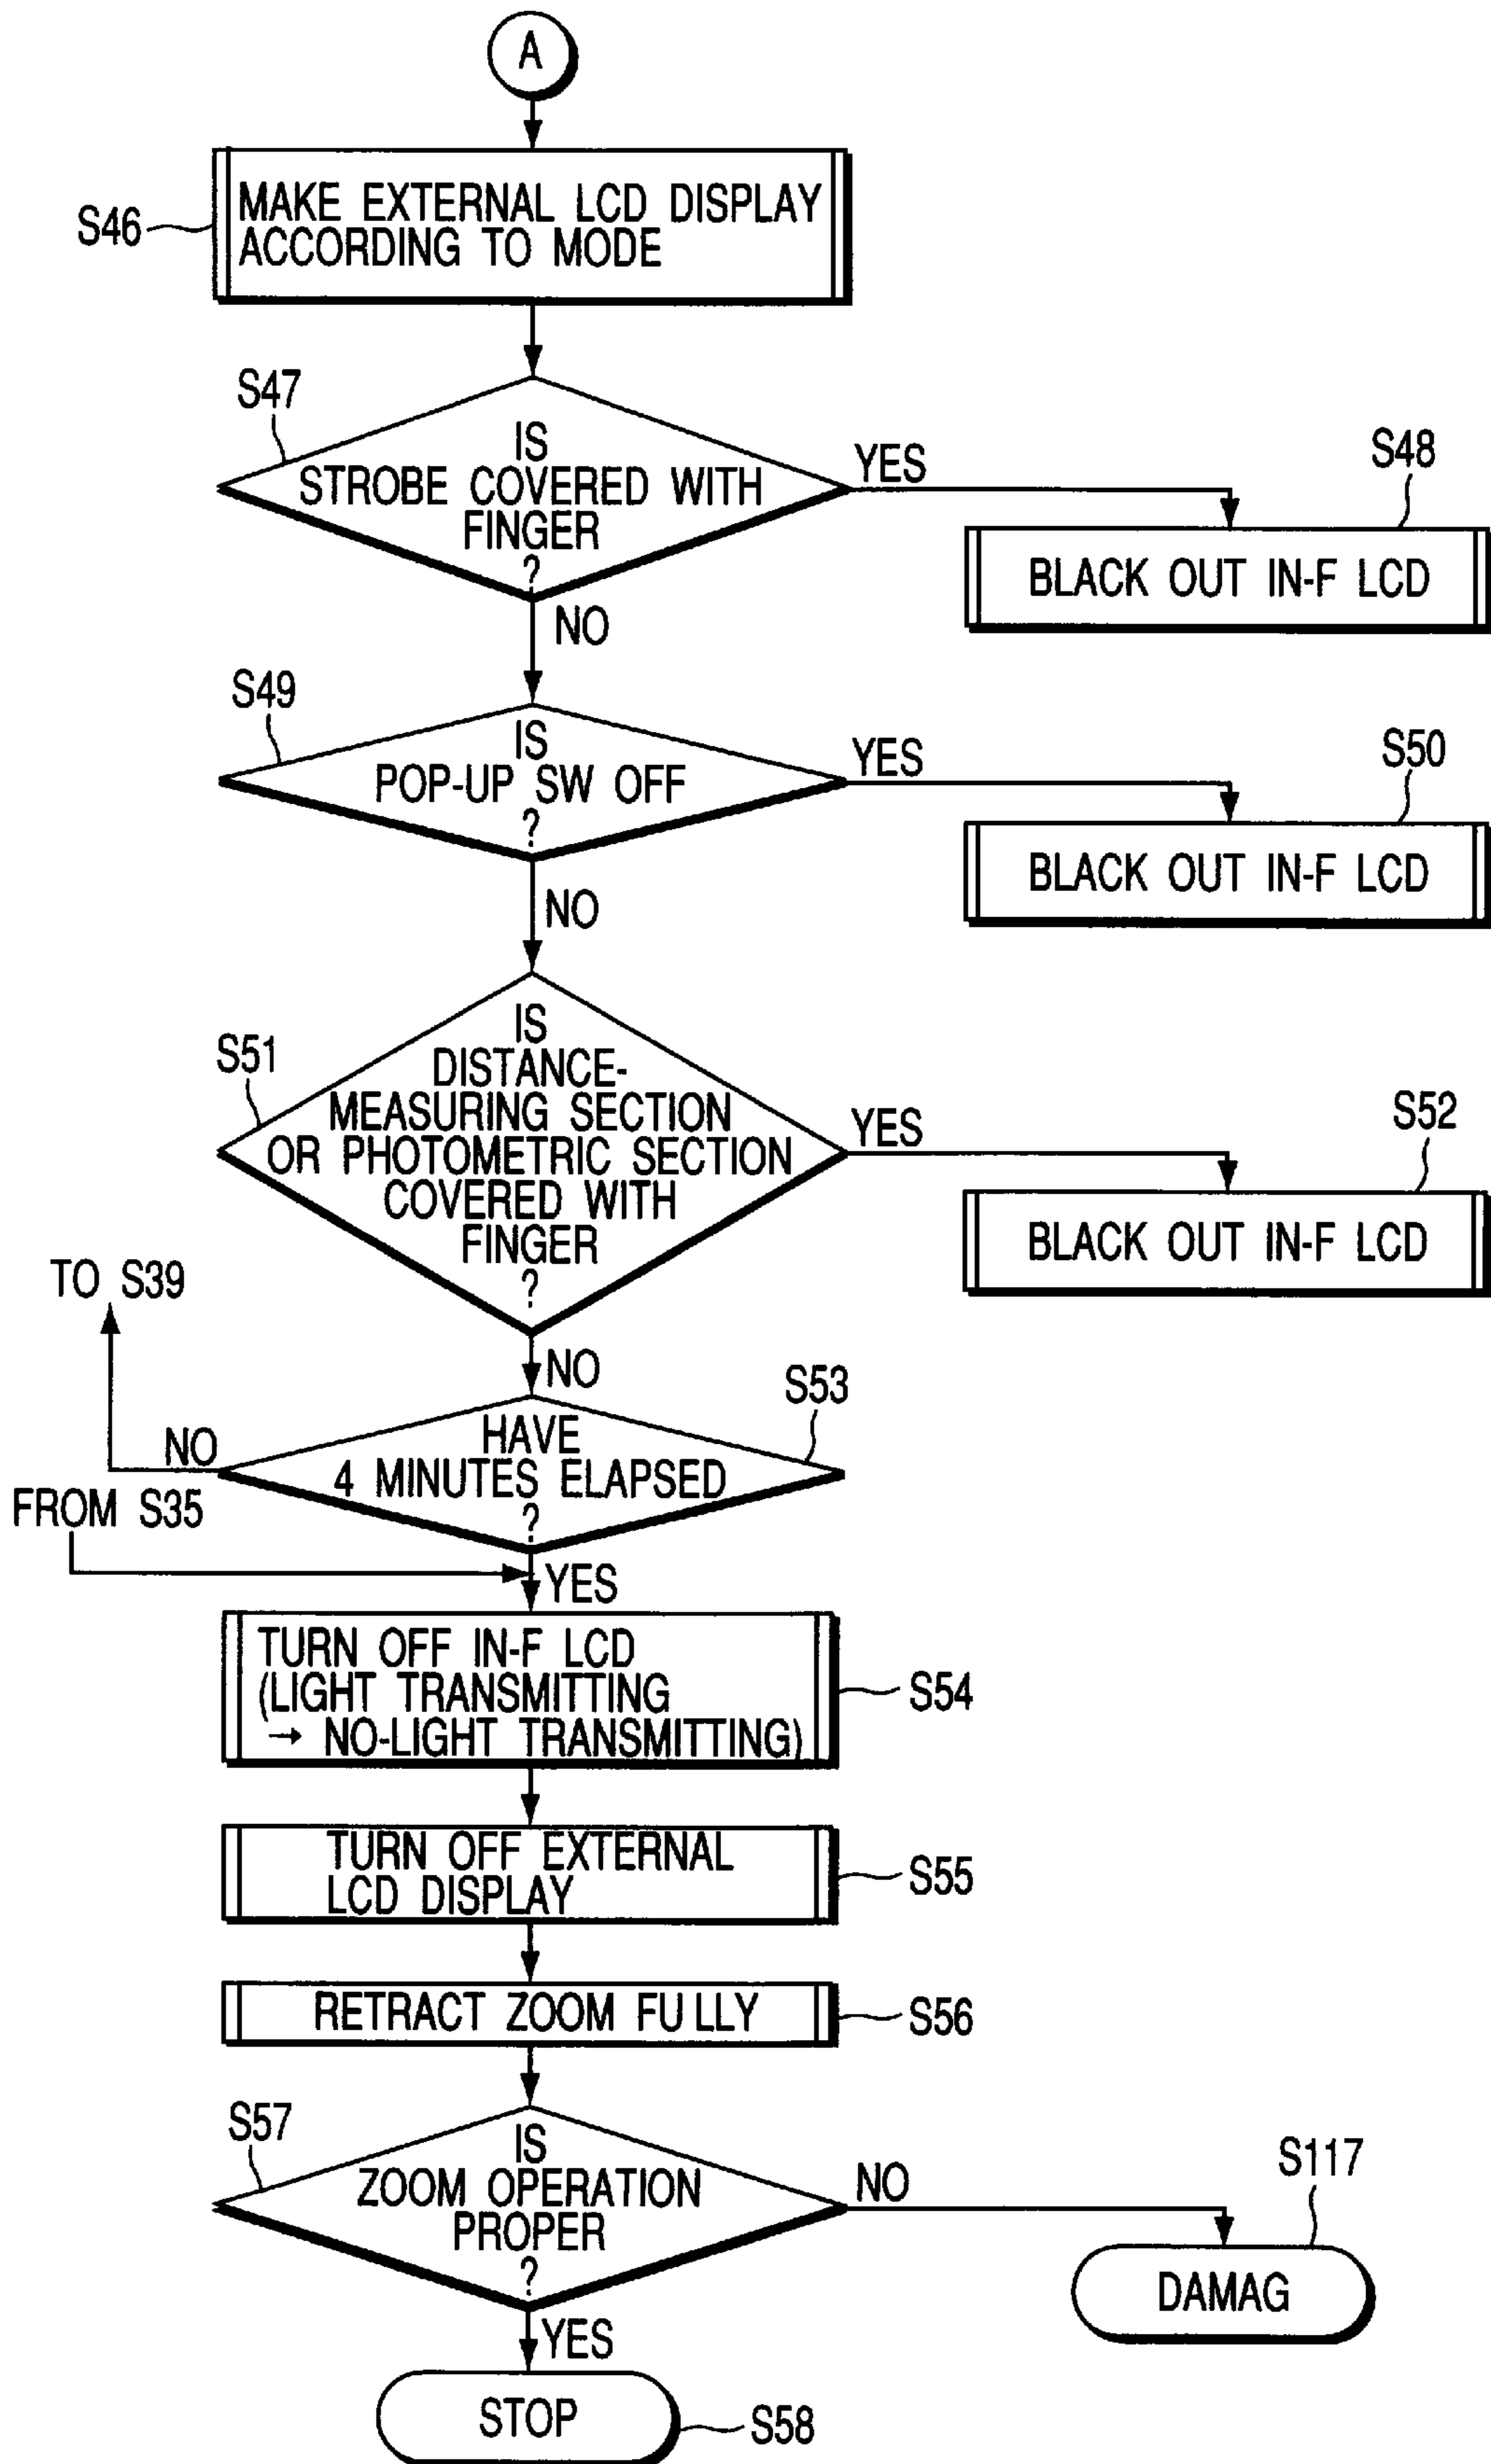 A
S46
MAKE EXTERNAL LCD DISPLAY
ACCORDING TO MODE
S47
IS
STROBE COVERED WITH
FINGER
?
YES
S48
BLACK OUT IN-F LCD
NO
S49
IS
POP-UP SW OFF
?
YES
S50
BLACK OUT IN-F LCD
NO
S51
IS
DISTANCE-
MEASURING SECTION
OR PHOTOMETRIC SECTION
COVERED WITH
FINGER
?
YES
S52
BLACK OUT IN-F LCD
TO S39
NO
S53
HAVE
4 MINUTES ELAPSED
?
NO
FROM S35
YES
TURN OFF IN-F LCD
(LIGHT TRANSMITTING
→ NO-LIGHT TRANSMITTING)
S54
TURN OFF EXTERNAL
LCD DISPLAY
S55
RETRACT ZOOM FULLY
S56
S57
IS
ZOOM OPERATION
PROPER
?
NO
S117
DAMAG
YES
STOP
S58